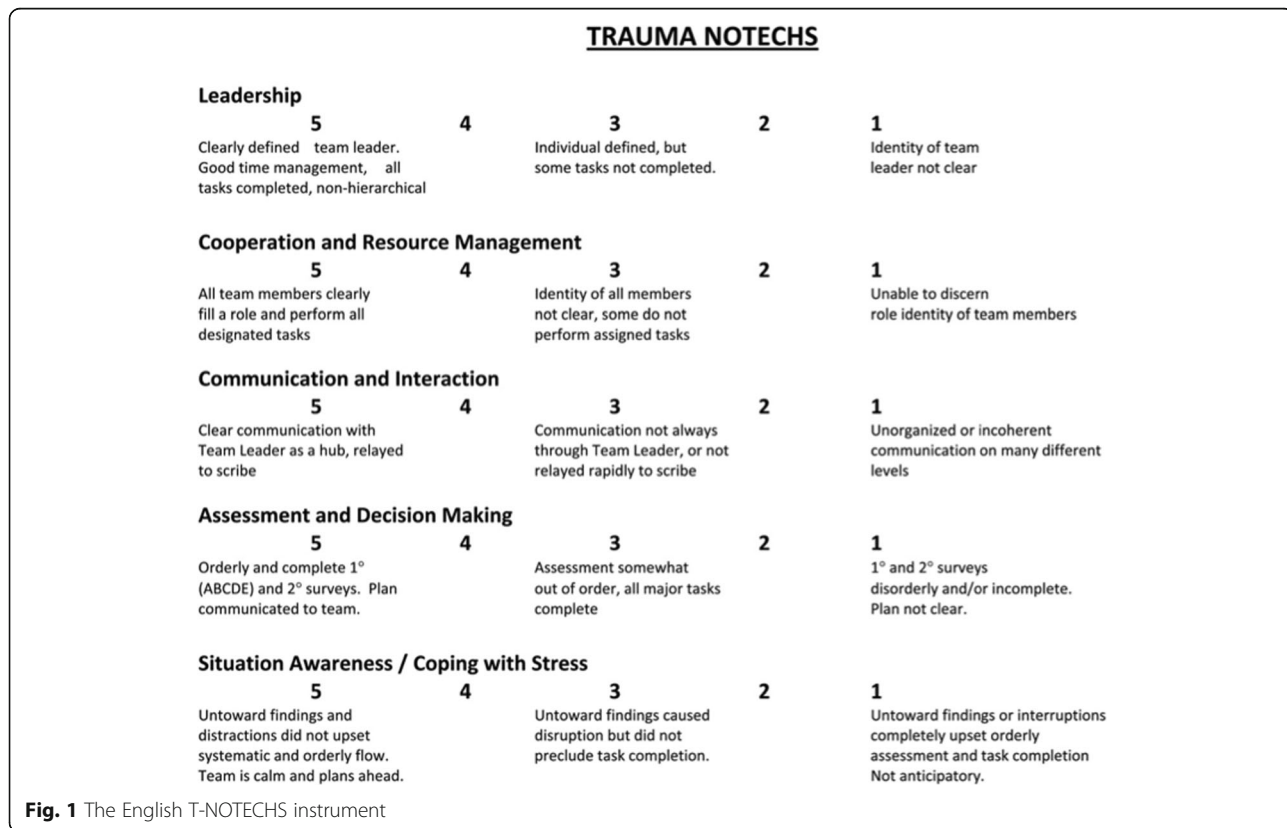 TRAUMA NOTECHS
Leadership
5 4 3 2 1
Clearly defined team leader.
Good time management, all
tasks completed, non-hierarchical
Individual defined, but
some tasks not completed.
Identity of team
leader not clear
Cooperation and Resource Management
5 4 3 2 1
All team members clearly
fill a role and perform all
designated tasks
Identity of all members
not clear, some do not
perform assigned tasks
Unable to discern
role identity of team members
Communication and Interaction
5 4 3 2 1
Clear communication with
Team Leader as a hub, relayed
to scribe
Communication not always
through Team Leader, or not
relayed rapidly to scribe
Unorganized or incoherent
communication on many different
levels
Assessment and Decision Making
5 4 3 2 1
Orderly and complete 1°
(ABCDE) and 2° surveys. Plan
communicated to team.
Assessment somewhat
out of order, all major tasks
complete
1° and 2° surveys
disorderly and/or incomplete.
Plan not clear.
Situation Awareness / Coping with Stress
5 4 3 2 1
Untoward findings and
distractions did not upset
systematic and orderly flow.
Team is calm and plans ahead.
Untoward findings caused
disruption but did not
preclude task completion.
Untoward findings or interruptions
completely upset orderly
assessment and task completion
Not anticipatory.
Fig. 1 The English T-NOTECHS instrument